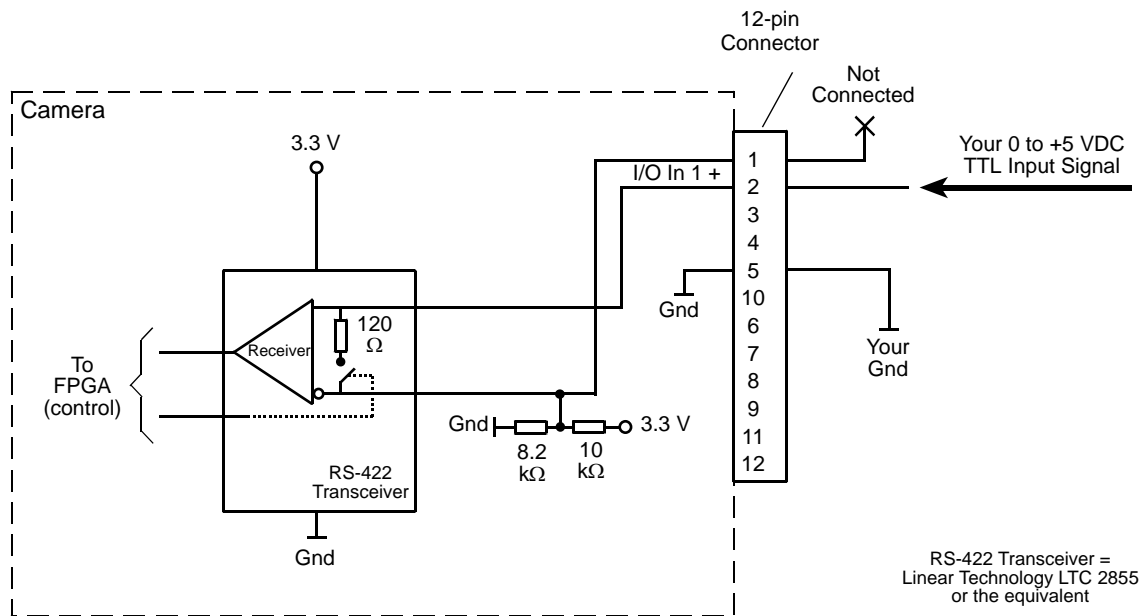 12-pin
Connector
Not
Connected
Camera
3.3 V
Your 0 to +5 VDC
TTL Input Signal
I/O In 1 +
1
2
3
4
5
10
6
7
8
9
11
12
Gnd
Your
Gnd
120
Ω
Receiver
To
FPGA
(control)
Gnd
3.3 V
8.2
kΩ
10
kΩ
RS-422
Transceiver
Gnd
RS-422 Transceiver =
Linear Technology LTC 2855
or the equivalent